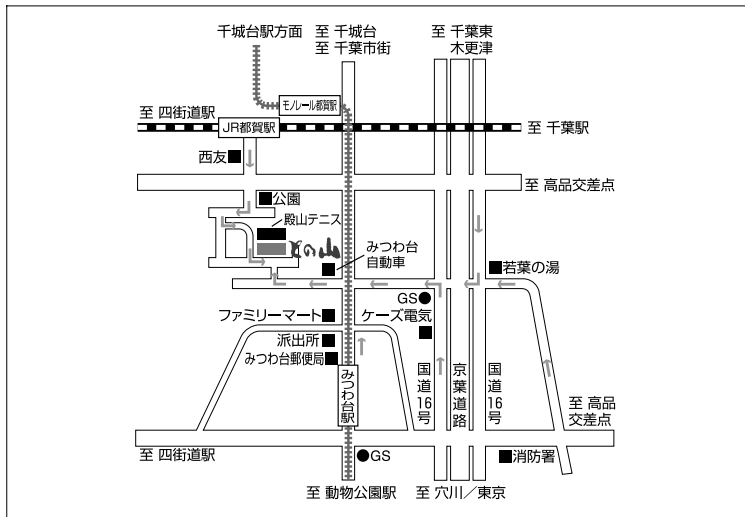 千城台駅方面
至 千城台
至 千葉市街
至 千葉東
木更津
モノレール都賀駅
至 四街道駅
JR都賀駅
至 千葉駅
西友
至 高品交差点
公園
殿山テニス
みつわ台
自動車
若葉の湯
GS
ファミリーマート
ケーズ電気
派出所
みつわ台郵便局
みつわ台駅
国道16号
京葉道路
国道16号
至 高品
交差点
至 四街道駅
GS
消防署
至 動物公園駅
至 穴川／東京